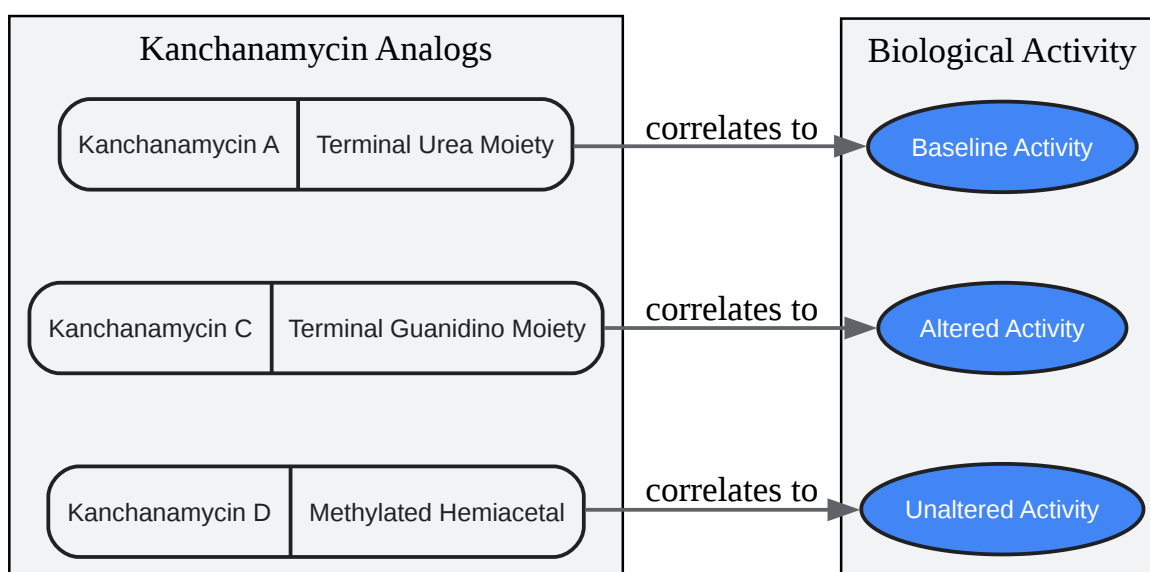 Kanchanamycin Analogs
Biological Activity
Kanchanamycin A
Terminal Urea Moiety
correlates to
Baseline Activity
Kanchanamycin C
Terminal Guanidino Moiety
correlates to
Altered Activity
Kanchanamycin D
Methylated Hemiacetal
correlates to
Unaltered Activity